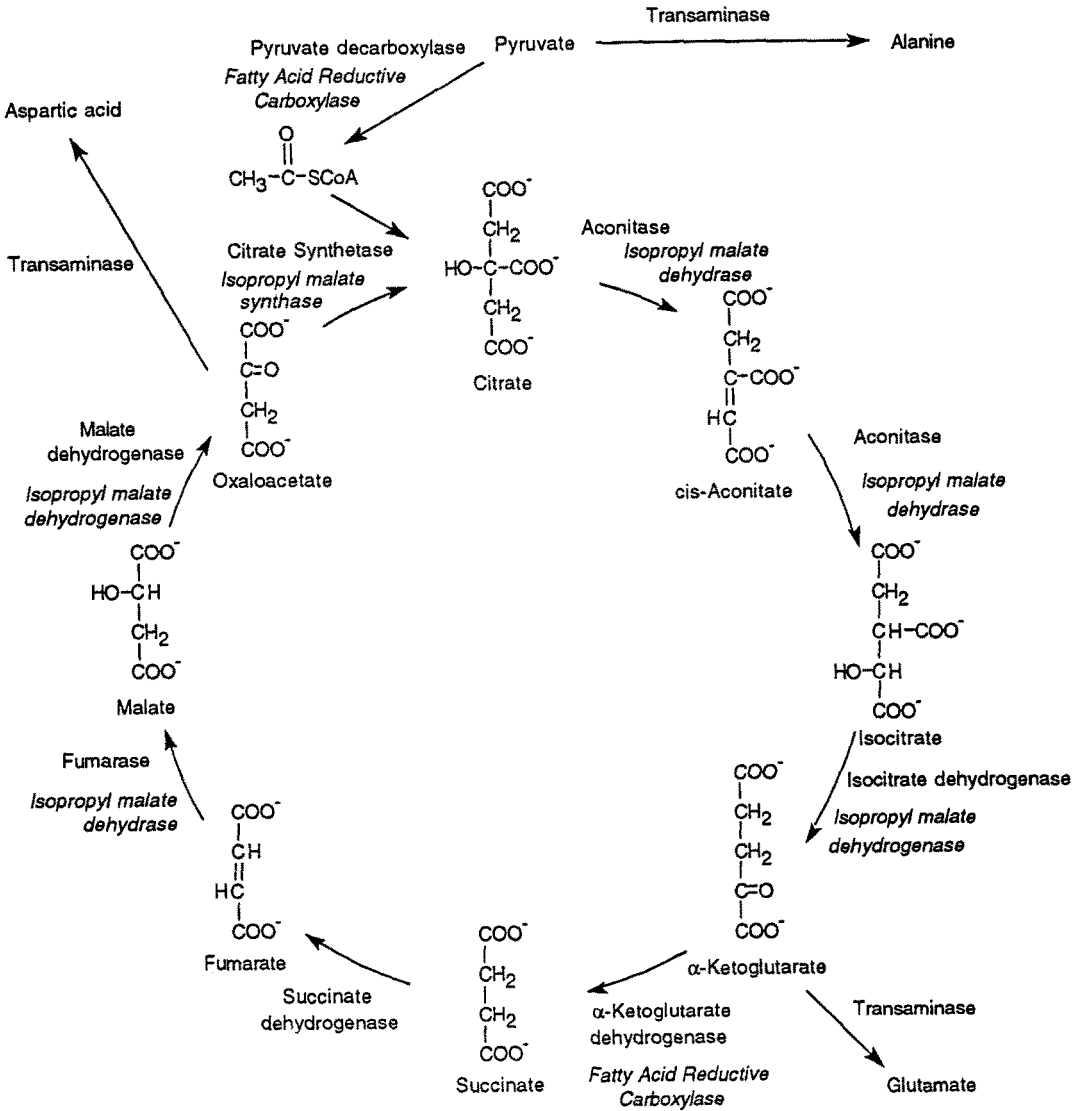 Transaminase
Pyruvate decarboxylase
Pyruvate
Alanine
Fatty Acid Reductive
Carboxylase
Aspartic acid
O
CH₃-C-SCoA
Transaminase
Citrate Synthetase
Isopropyl malate
synthase
COO⁻
CH₂
HO-C-COO⁻
CH₂
COO⁻
Citrate
Aconitase
Isopropyl malate
dehydrase
COO⁻
CH₂
C-COO⁻
HC
COO⁻
cis-Aconitate
COO⁻
C=O
CH₂
COO⁻
Oxaloacetate
Malate
dehydrogenase
Isopropyl malate
dehydrogenase
Aconitase
Isopropyl malate
dehydrase
COO⁻
CH₂
CH-COO⁻
HO-CH
COO⁻
Isocitrate
COO⁻
HO-CH
CH₂
COO⁻
Malate
Isocitrate dehydrogenase
Isopropyl malate
dehydrogenase
Fumarase
Isopropyl malate
dehydrase
COO⁻
CH₂
CH₂
C=O
COO⁻
α-Ketoglutarate
COO⁻
CH
HC
COO⁻
Fumarate
Succinate
dehydrogenase
COO⁻
CH₂
CH₂
COO⁻
Succinate
α-Ketoglutarate
dehydrogenase
Fatty Acid Reductive
Carboxylase
Transaminase
Glutamate